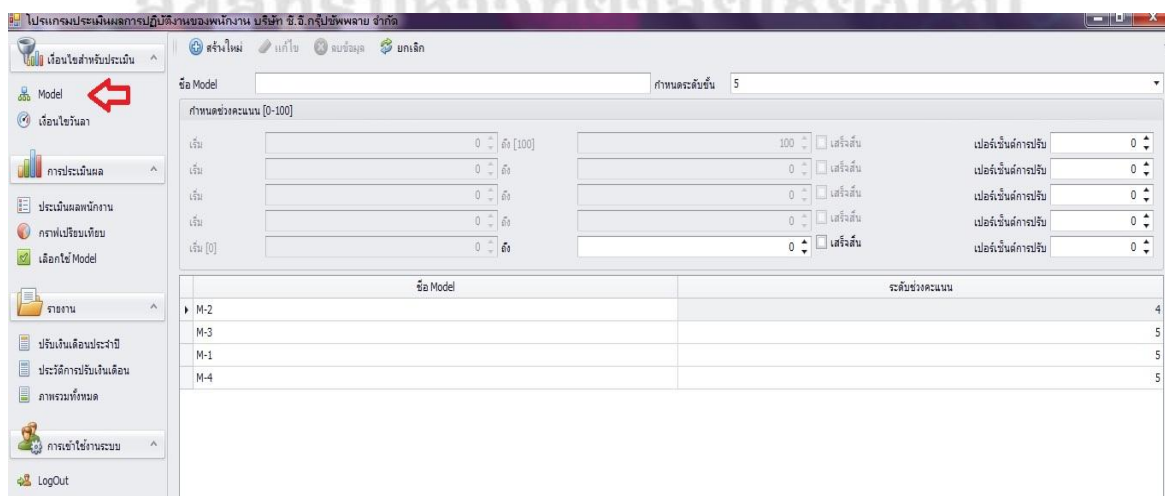 โปรแกรมประเมินผลการปฏิบัติงานของพนักงาน บริษัท ซี.อี.กรุ๊ปซัพพลาย จำกัด
เงื่อนไขสำหรับประเมิน
Model
เงื่อนไขวันลา
การประเมินผล
ประเมินผลพนักงาน
กราฟเปรียบเทียบ
เลือกใช้ Model
รายงาน
ปรับเงินเดือนประจำปี
ประวัติการปรับเงินเดือน
ภาพรวมทั้งหมด
การเข้าใช้งานระบบ
LogOut
สร้างใหม่ แก้ไข ลบข้อมูล ยกเลิก
ชื่อ Model กำหนดระดับขั้น 5
กำหนดช่วงคะแนน [0-100]
เริ่ม 0 ถึง [100] 100 เสร็จสิ้น เปอร์เซ็นต์การปรับ 0
เริ่ม 0 ถึง 0 เสร็จสิ้น เปอร์เซ็นต์การปรับ 0
เริ่ม 0 ถึง 0 เสร็จสิ้น เปอร์เซ็นต์การปรับ 0
เริ่ม 0 ถึง 0 เสร็จสิ้น เปอร์เซ็นต์การปรับ 0
เริ่ม [0] 0 ถึง 0 เสร็จสิ้น เปอร์เซ็นต์การปรับ 0
ชื่อ Model ระดับช่วงคะแนน
M-2 4
M-3 5
M-1 5
M-4 5